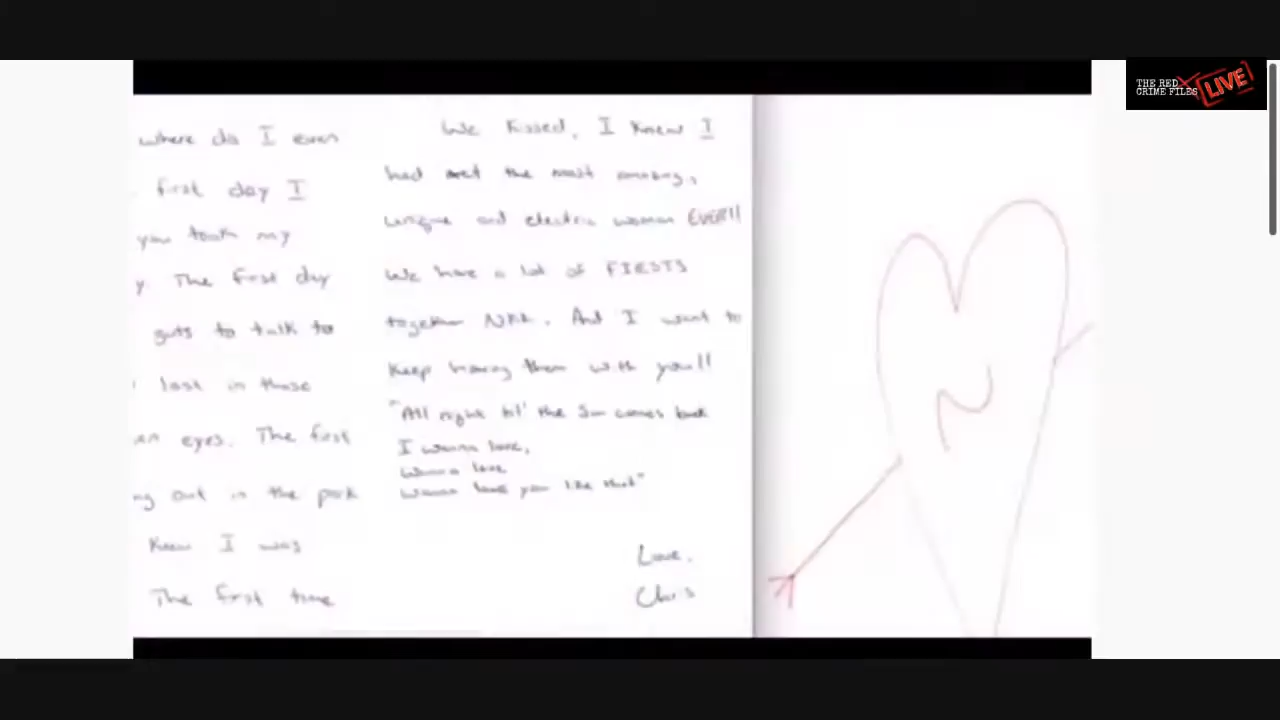 where do I even
first day I
you took my
y. The first day
guts to talk to
lost in those
en eyes. The first
ng out in the park
knew I was
The first time
We kissed, I knew I
had met the most amazing,
unique and electric woman EVER!!
We have a lot of FIRSTS
together NKK. And I want to
keep having them with you!!
"All right til' the Sun comes back
I wanna love,
wanna love
wanna love you like that"
Love,
Chris
N
THE RED
CRIME FILES
LIVE